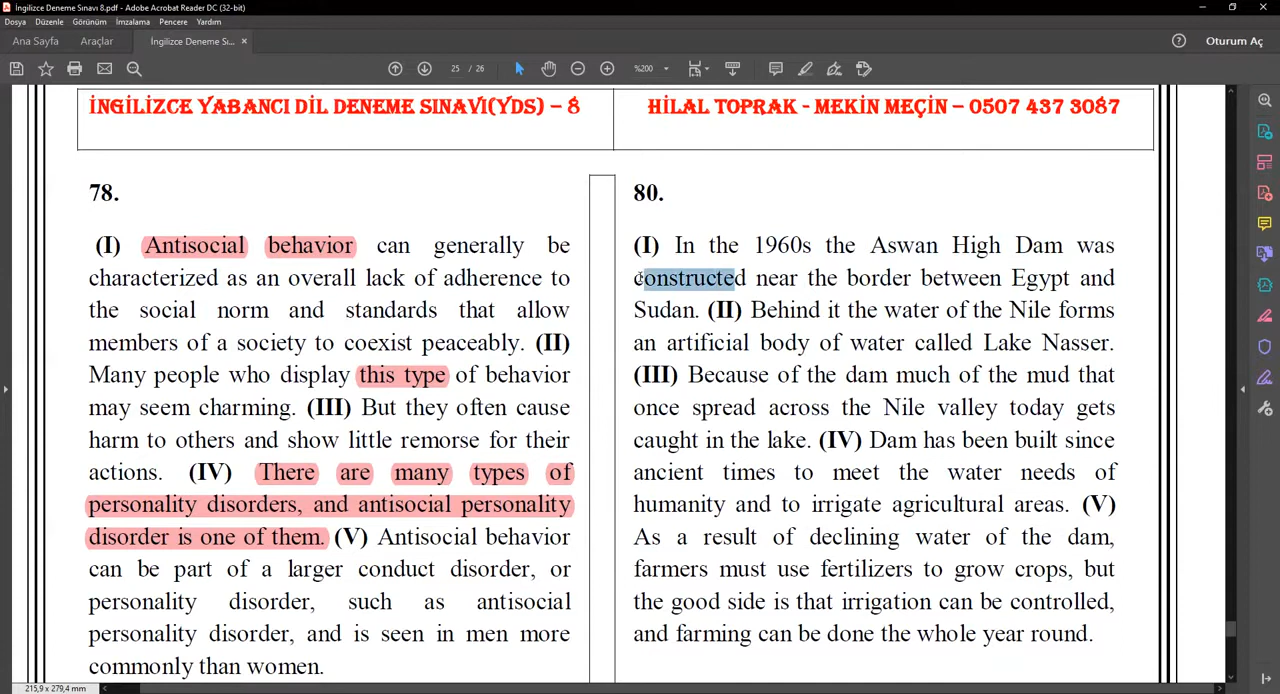 İngilizce Deneme Sınavı 8.pdf - Adobe Acrobat Reader DC (32-bit)
Dosya Düzenle Görünüm İmzalama Pencere Yardım
Ana Sayfa Araçlar İngilizce Deneme Sı... × Oturum Aç
25 / 26 %200
İNGİLİZCE YABANCI DİL DENEME SINAVI(YDS) – 8
HİLAL TOPRAK - MEKİN MEÇİN – 0507 437 3087
78.
(I) Antisocial behavior can generally be
characterized as an overall lack of adherence to
the social norm and standards that allow
members of a society to coexist peaceably. (II)
Many people who display this type of behavior
may seem charming. (III) But they often cause
harm to others and show little remorse for their
actions. (IV) There are many types of
personality disorders, and antisocial personality
disorder is one of them. (V) Antisocial behavior
can be part of a larger conduct disorder, or
personality disorder, such as antisocial
personality disorder, and is seen in men more
commonly than women.
80.
(I) In the 1960s the Aswan High Dam was
constructed near the border between Egypt and
Sudan. (II) Behind it the water of the Nile forms
an artificial body of water called Lake Nasser.
(III) Because of the dam much of the mud that
once spread across the Nile valley today gets
caught in the lake. (IV) Dam has been built since
ancient times to meet the water needs of
humanity and to irrigate agricultural areas. (V)
As a result of declining water of the dam,
farmers must use fertilizers to grow crops, but
the good side is that irrigation can be controlled,
and farming can be done the whole year round.
215,9 x 279,4 mm